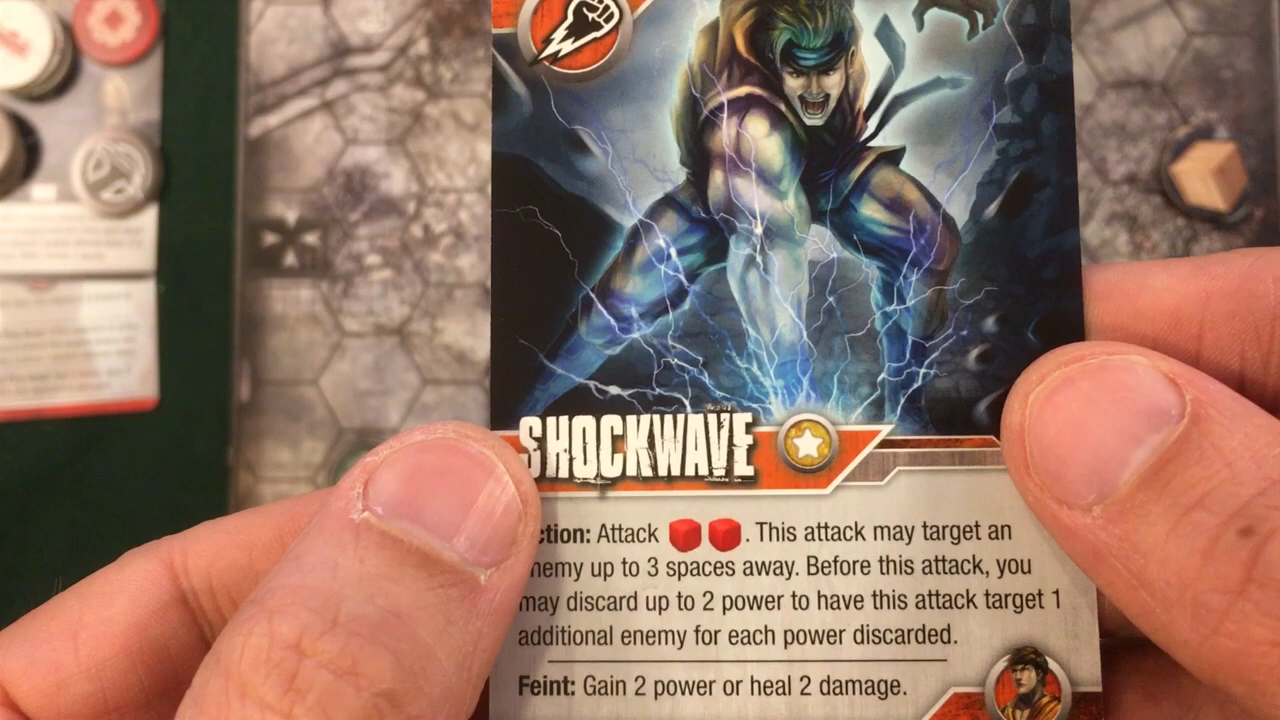 SHOCKWAVE
ction: Attack . This attack may target an
nemy up to 3 spaces away. Before this attack, you
may discard up to 2 power to have this attack target 1
additional enemy for each power discarded.
Feint: Gain 2 power or heal 2 damage.